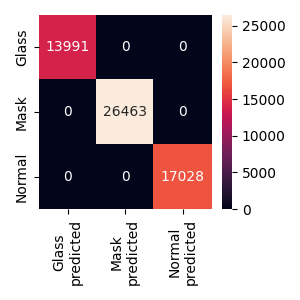 Glass
13991 0 0
Mask
0 26463 0
Normal
0 0 17028
Glass
predicted
Mask
predicted
Normal
predicted
25000
20000
15000
10000
5000
0